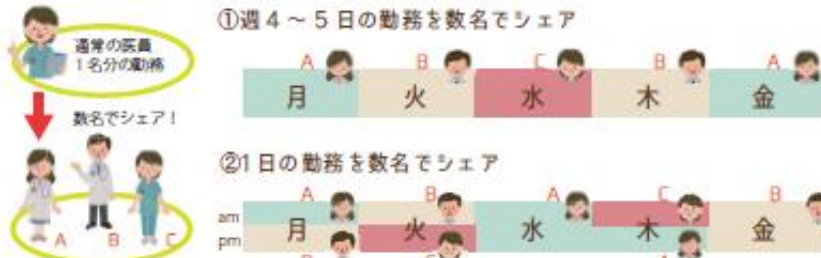 通常の医員
1名分の勤務
数名でシェア！
A B C
①週4～5日の勤務を数名でシェア
A B C B A
月 火 水 木 金
②1日の勤務を数名でシェア
A B A C B
am
月 火 水 木 金
pm